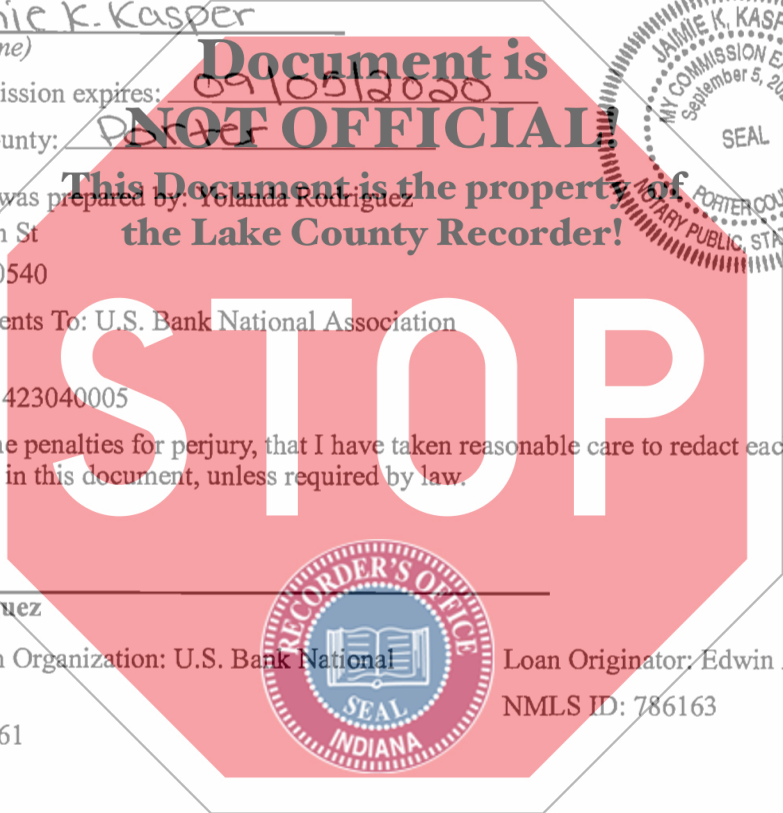 nie K. Kasper
me)
Document is
ission expires: 09/05/2020
NOT OFFICIAL!
unty: Porter
This Document is the property of
was prepared by: Yolanda Rodriguez
the Lake County Recorder!
n St
0540
ents To: U.S. Bank National Association
STOP
423040005
he penalties for perjury, that I have taken reasonable care to redact eac
in this document, unless required by law.
uez
n Organization: U.S. Bank National
Loan Originator: Edwin
NMLS ID: 786163
61
JAIMIE K. KASP
MY COMMISSION E
September 5, 20
SEAL
PORTER COU
NOTARY PUBLIC, STA
RECORDER'S OFFICE
SEAL
INDIANA